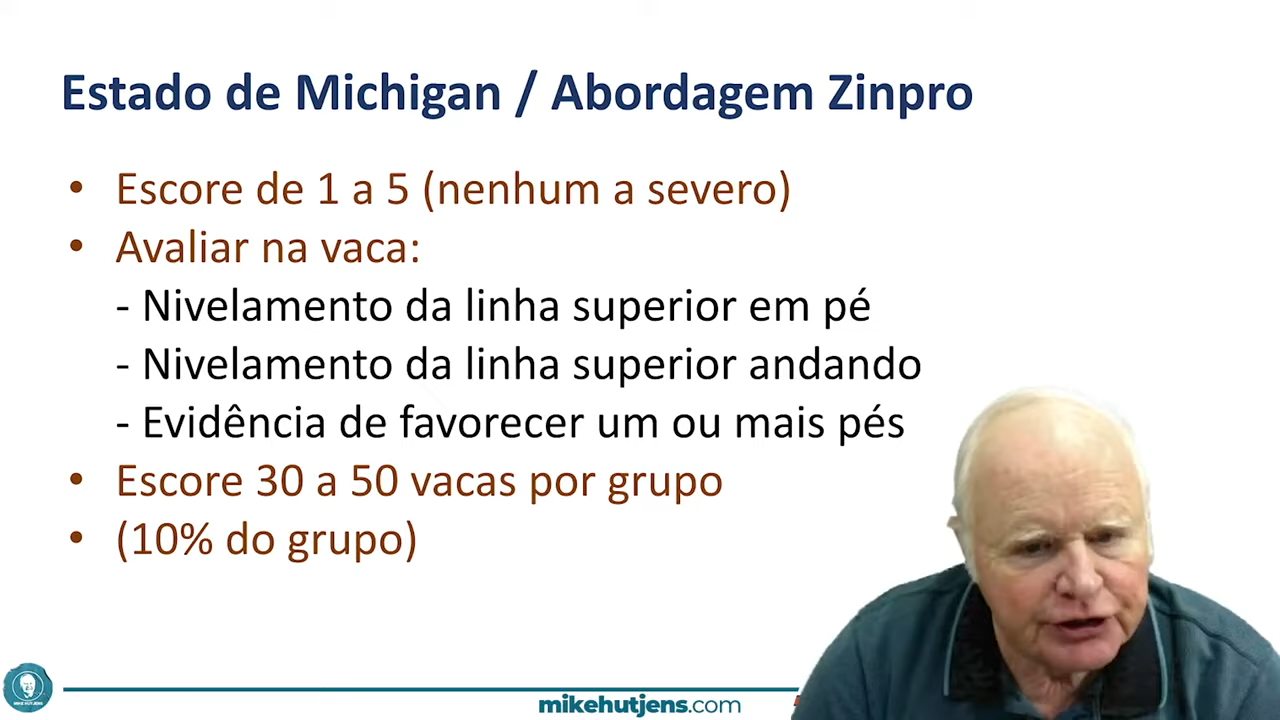 Estado de Michigan / Abordagem Zinpro
• Escore de 1 a 5 (nenhum a severo)
• Avaliar na vaca:
- Nivelamento da linha superior em pé
- Nivelamento da linha superior andando
- Evidência de favorecer um ou mais pés
• Escore 30 a 50 vacas por grupo
• (10% do grupo)
MIKE HUTJENS
mikehutjens.com